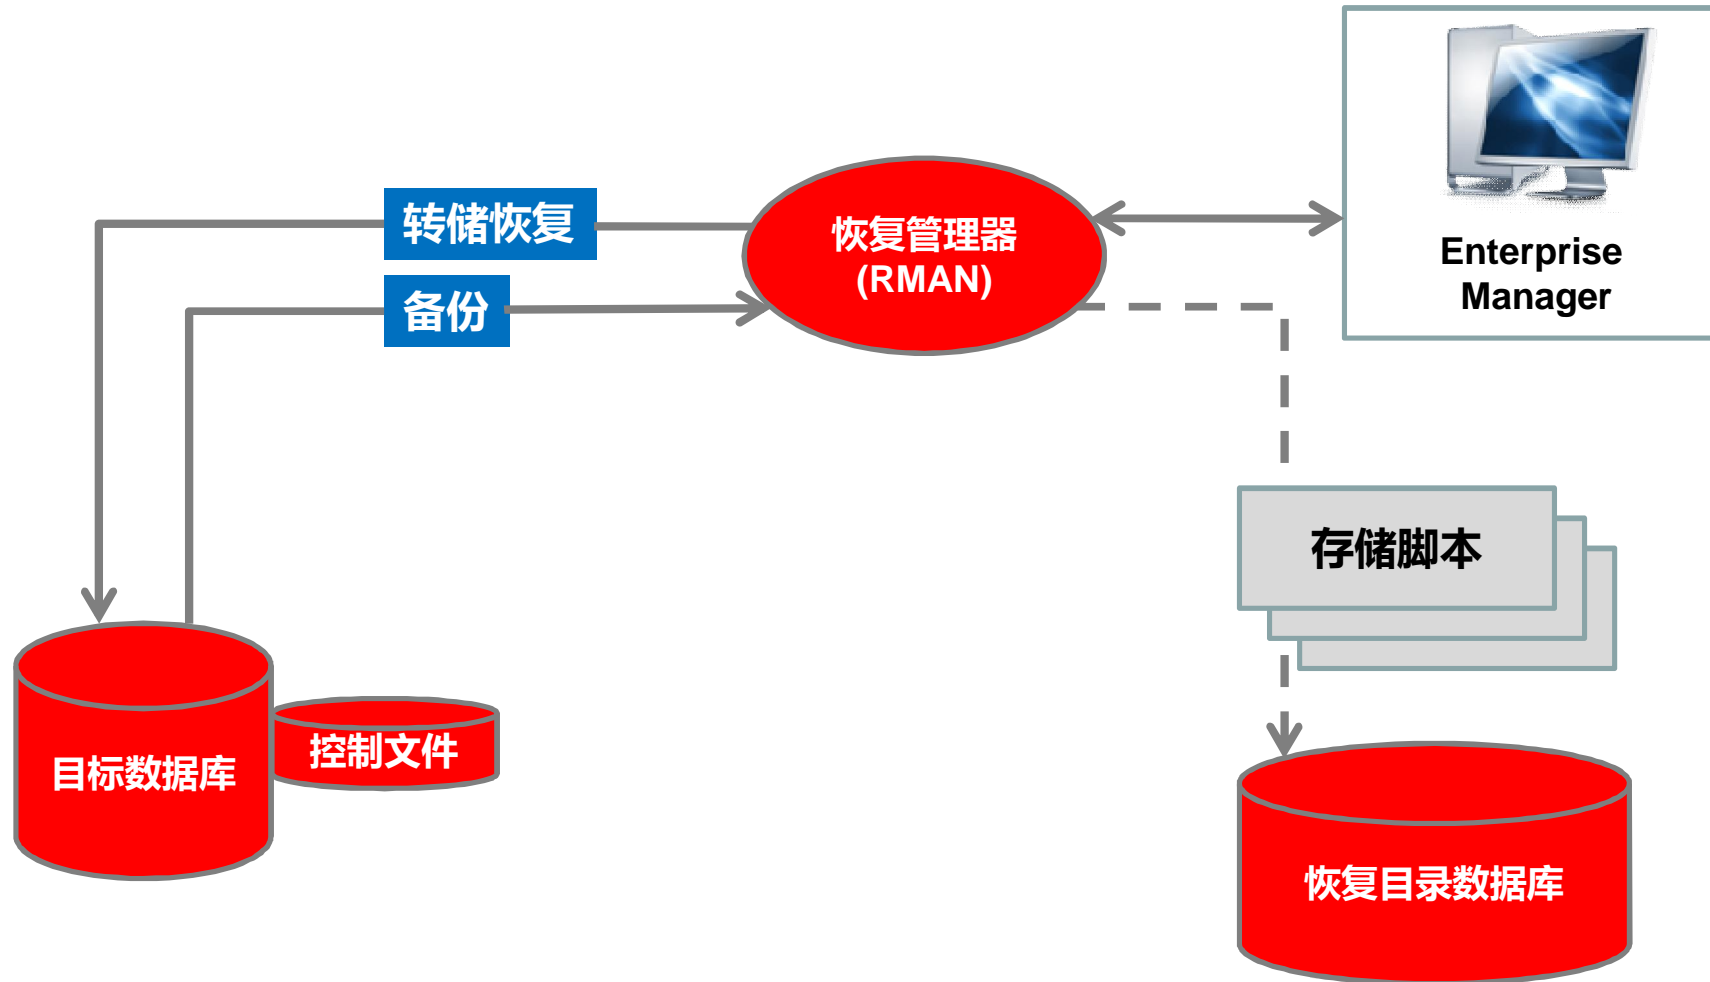 转储恢复
备份
恢复管理器
(RMAN)
Enterprise
Manager
存储脚本
目标数据库
控制文件
恢复目录数据库